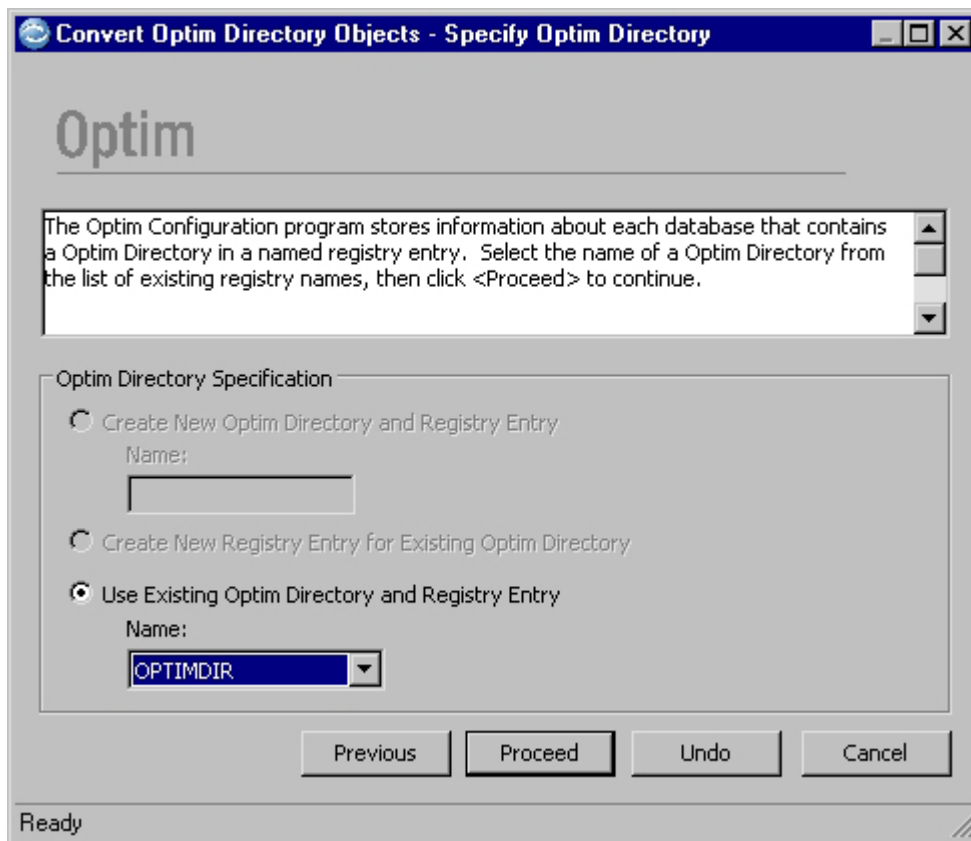 Convert Optim Directory Objects - Specify Optim Directory
Optim
The Optim Configuration program stores information about each database that contains
a Optim Directory in a named registry entry.  Select the name of a Optim Directory from
the list of existing registry names, then click <Proceed> to continue.
Optim Directory Specification
Create New Optim Directory and Registry Entry
Name:
Create New Registry Entry for Existing Optim Directory
Use Existing Optim Directory and Registry Entry
Name:
OPTIMDIR
Previous Proceed Undo Cancel
Ready